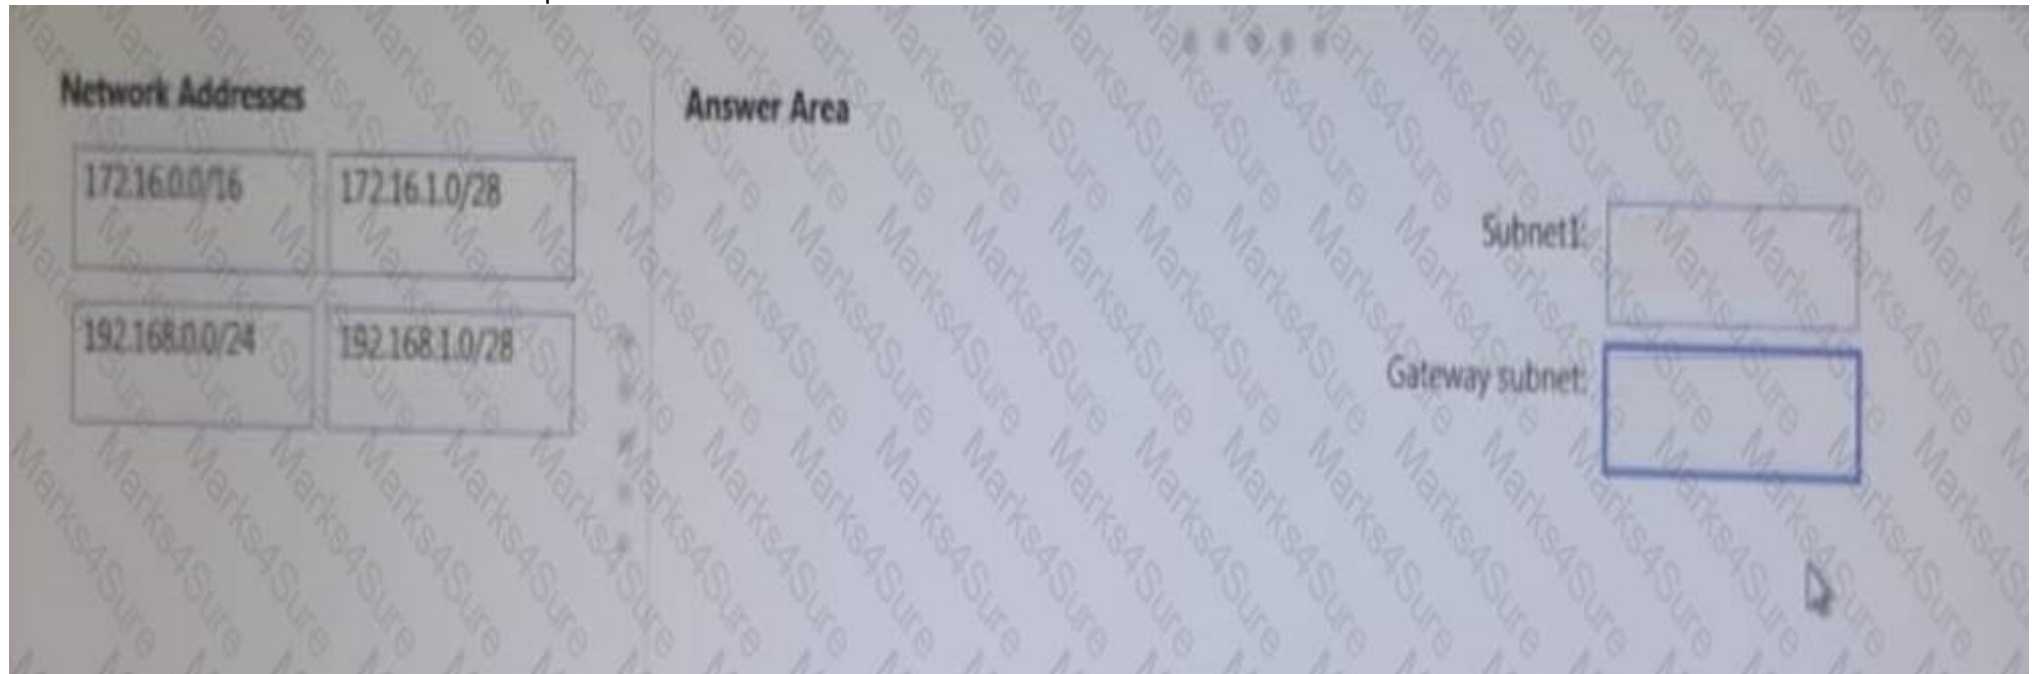 Network Addresses
172.16.0.0/16
172.16.1.0/28
192.168.0.0/24
192.168.1.0/28
Answer Area
Subnet1:
Gateway subnet:
Marks4Sure